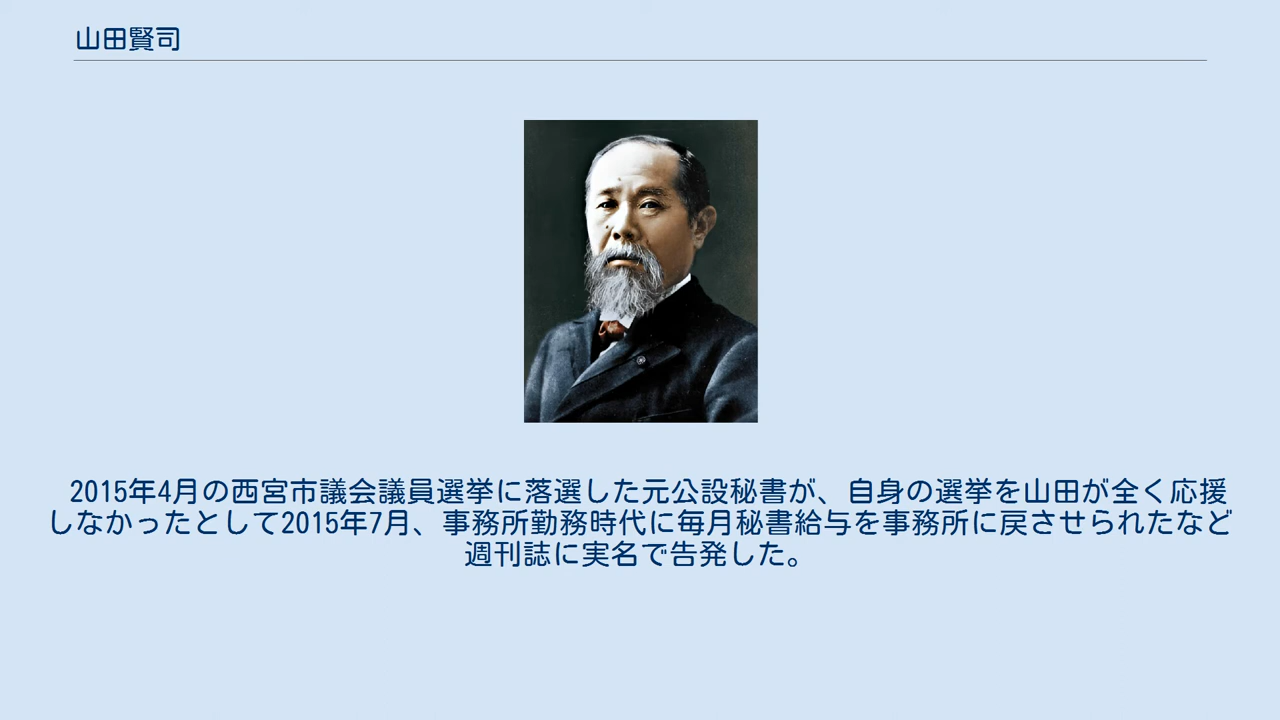 山田賢司
2015年4月の西宮市議会議員選挙に落選した元公設秘書が、自身の選挙を山田が全く応援
しなかったとして2015年7月、事務所勤務時代に毎月秘書給与を事務所に戻させられたなど
週刊誌に実名で告発した。